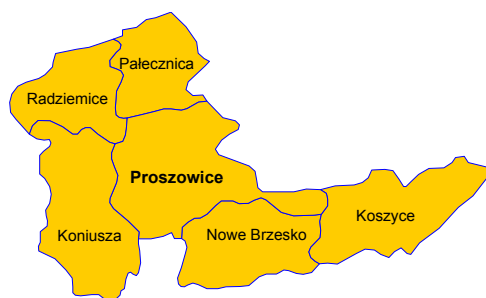 Pałecznica
Radziemice
Proszowice
Koszyce
Koniusza
Nowe Brzesko